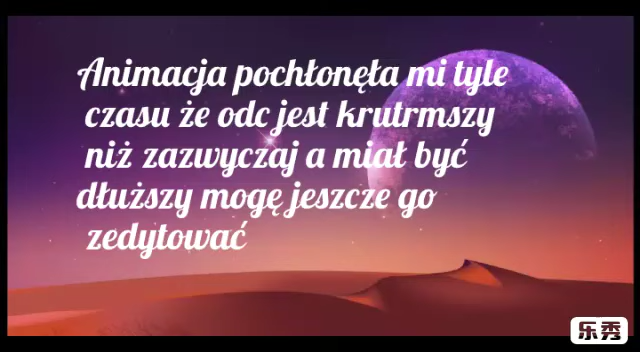 Animacja pochłonęła mi tyle
czasu że odc jest krutrmszy
niż zazwyczaj a miał być
dłuższy mogę jeszcze go
zedytować
乐秀